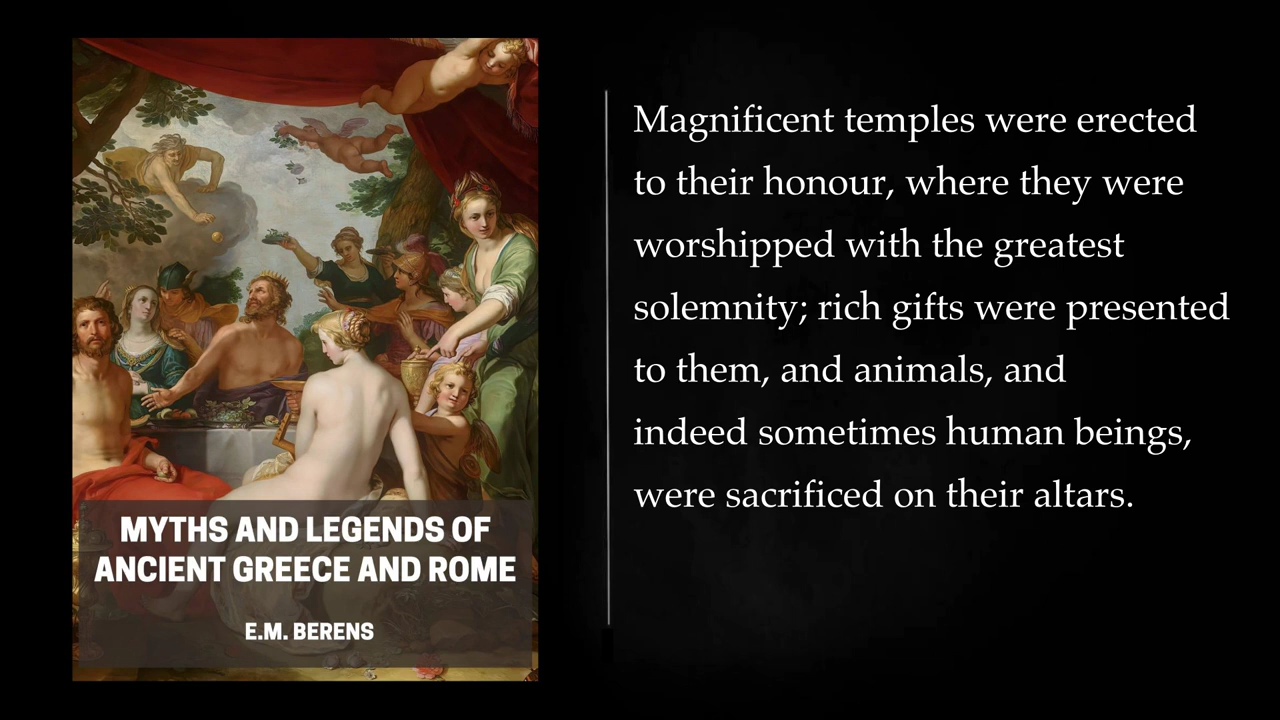 MYTHS AND LEGENDS OF
ANCIENT GREECE AND ROME
E.M. BERENS
Magnificent temples were erected
to their honour, where they were
worshipped with the greatest
solemnity; rich gifts were presented
to them, and animals, and
indeed sometimes human beings,
were sacrificed on their altars.